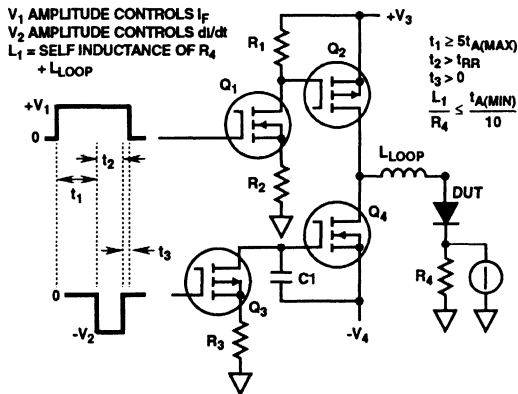 V1 AMPLITUDE CONTROLS IF
V2 AMPLITUDE CONTROLS di/dt
L1 = SELF INDUCTANCE OF R4
+ LLOOP
+V3
R1
Q2
t1 ≥ 5tA(MAX)
t2 > tRR
t3 > 0
L1/R4 ≤ tA(MIN)/10
Q1
+V1
0
t2
t1
R2
LLOOP
DUT
Q4
t3
C1
R4
0
Q3
-V2
-V4
R3